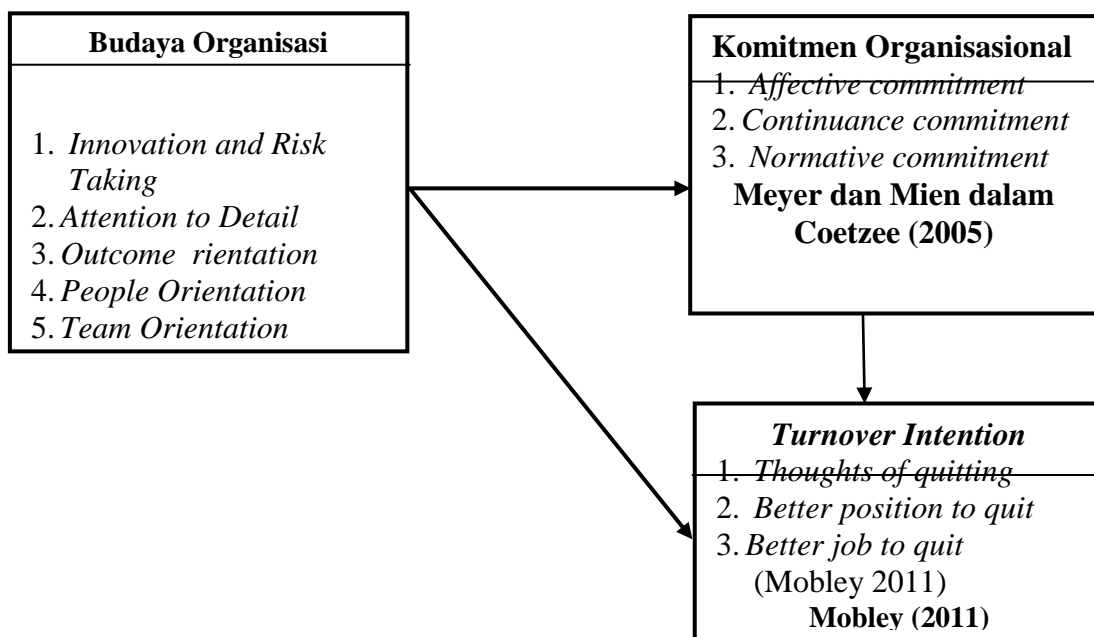 Budaya Organisasi
1. Innovation and Risk
Taking
2. Attention to Detail
3. Outcome rientation
4. People Orientation
5. Team Orientation
Komitmen Organisasional
1. Affective commitment
2. Continuance commitment
3. Normative commitment
Meyer dan Mien dalam
Coetzee (2005)
Turnover Intention
1. Thoughts of quitting
2. Better position to quit
3. Better job to quit
(Mobley 2011)
Mobley (2011)